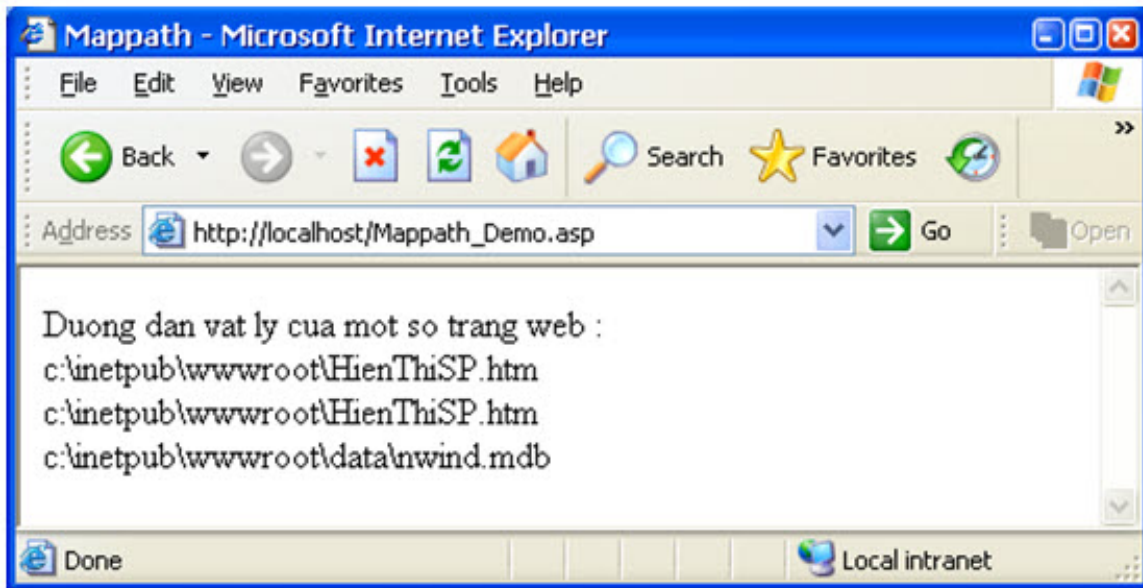 Mappath - Microsoft Internet Explorer
File Edit View Favorites Tools Help
Back Search Favorites »
Address http://localhost/Mappath_Demo.asp Go Open
Duong dan vat ly cua mot so trang web :
c:\inetpub\wwwroot\HienThiSP.htm
c:\inetpub\wwwroot\HienThiSP.htm
c:\inetpub\wwwroot\data\nwind.mdb
Done Local intranet